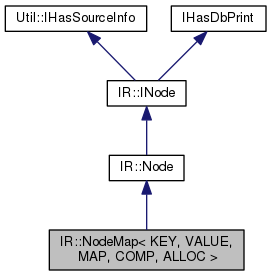 Util::IHasSourceInfo
IHasDbPrint
IR::INode
IR::Node
IR::NodeMap< KEY, VALUE,
MAP, COMP, ALLOC >